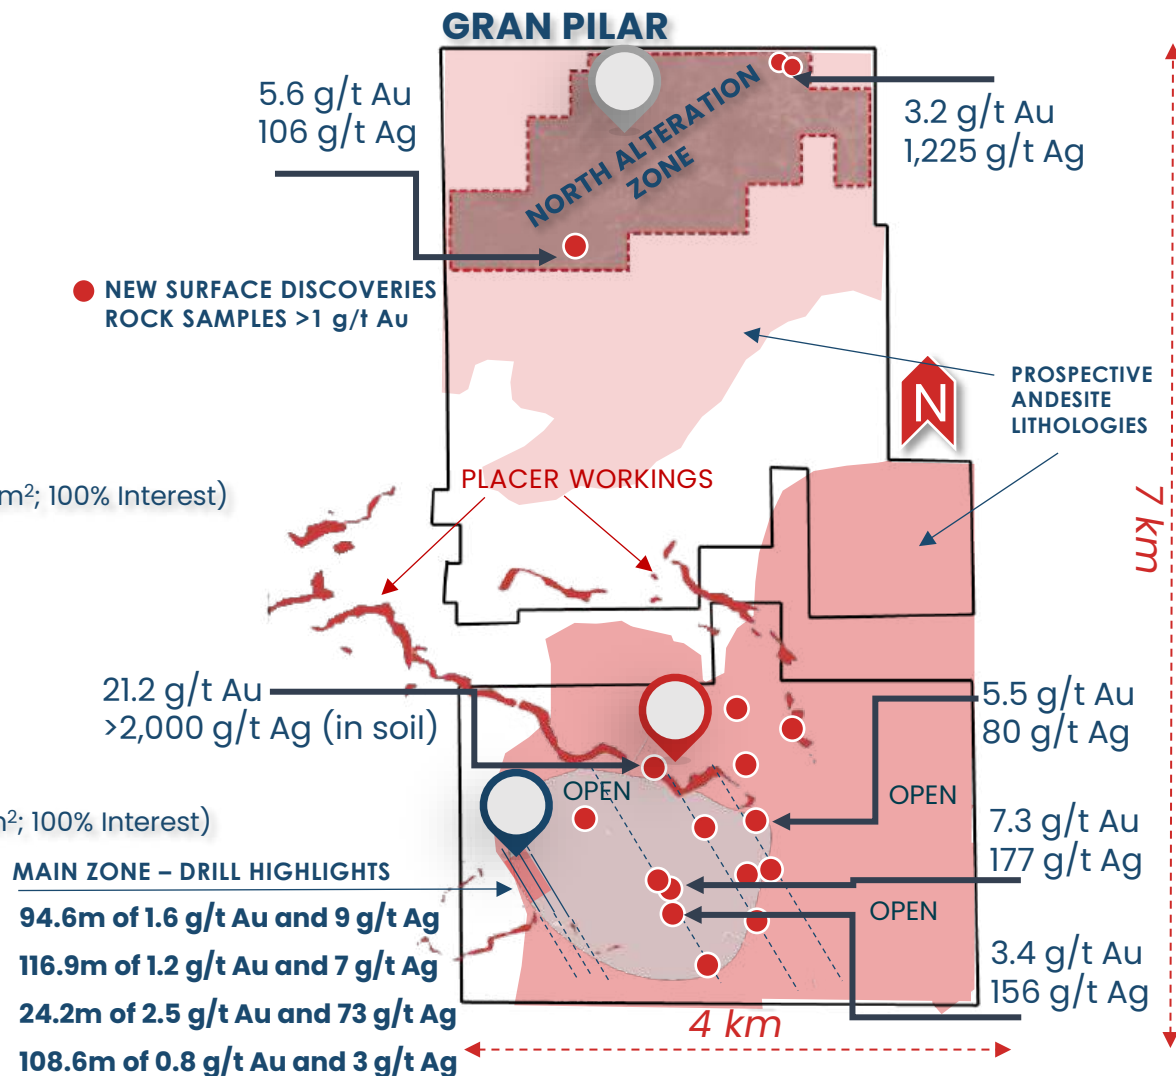 GRAN PILAR
5.6 g/t Au
106 g/t Ag
3.2 g/t Au
1,225 g/t Ag
NORTH ALTERATION
ZONE
NEW SURFACE DISCOVERIES
ROCK SAMPLES >1 g/t Au
PROSPECTIVE
ANDESITE
LITHOLOGIES
N
PLACER WORKINGS
m²; 100% Interest)
7 km
21.2 g/t Au
>2,000 g/t Ag (in soil)
5.5 g/t Au
80 g/t Ag
OPEN
OPEN
7.3 g/t Au
177 g/t Ag
m²; 100% Interest)
MAIN ZONE – DRILL HIGHLIGHTS
94.6m of 1.6 g/t Au and 9 g/t Ag
116.9m of 1.2 g/t Au and 7 g/t Ag
24.2m of 2.5 g/t Au and 73 g/t Ag
108.6m of 0.8 g/t Au and 3 g/t Ag
OPEN
3.4 g/t Au
156 g/t Ag
4 km